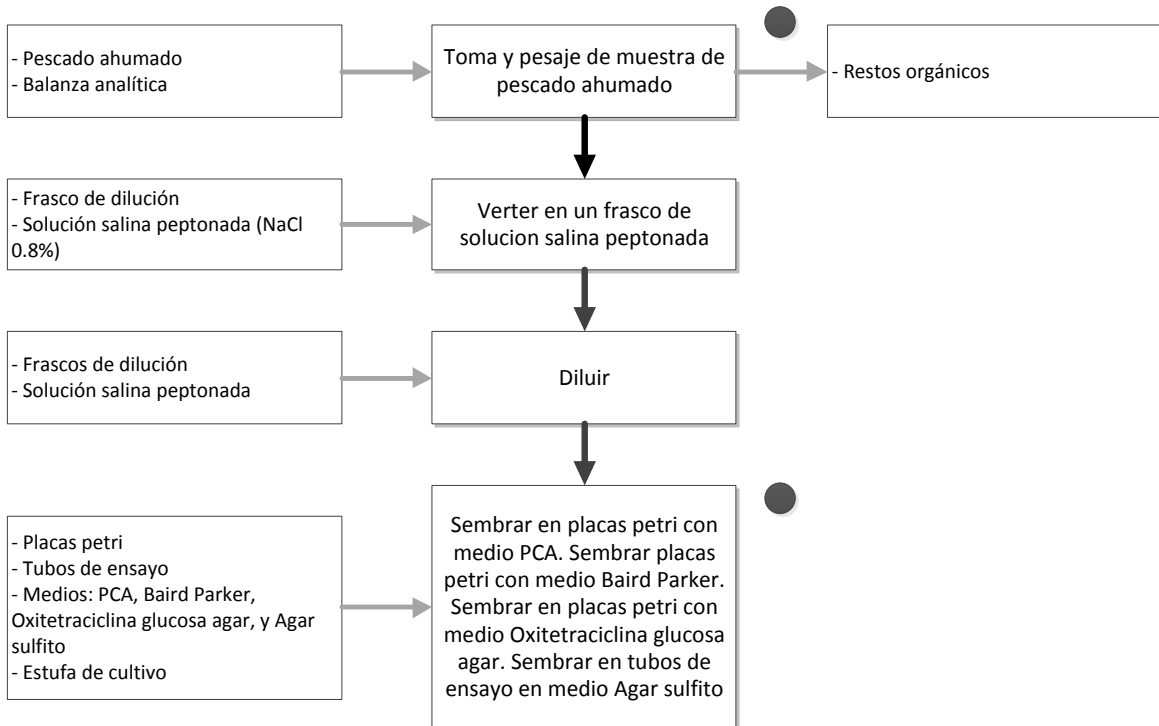 - Pescado ahumado
- Balanza analítica
Toma y pesaje de muestra de
pescado ahumado
- Restos orgánicos
- Frasco de dilución
- Solución salina peptonada (NaCl
0.8%)
Verter en un frasco de
solucion salina peptonada
- Frascos de dilución
- Solución salina peptonada
Diluir
- Placas petri
- Tubos de ensayo
- Medios: PCA, Baird Parker,
Oxitetraciclina glucosa agar, y Agar
sulfito
- Estufa de cultivo
Sembrar en placas petri con
medio PCA. Sembrar placas
petri con medio Baird Parker.
Sembrar en placas petri con
medio Oxitetraciclina glucosa
agar. Sembrar en tubos de
ensayo en medio Agar sulfito